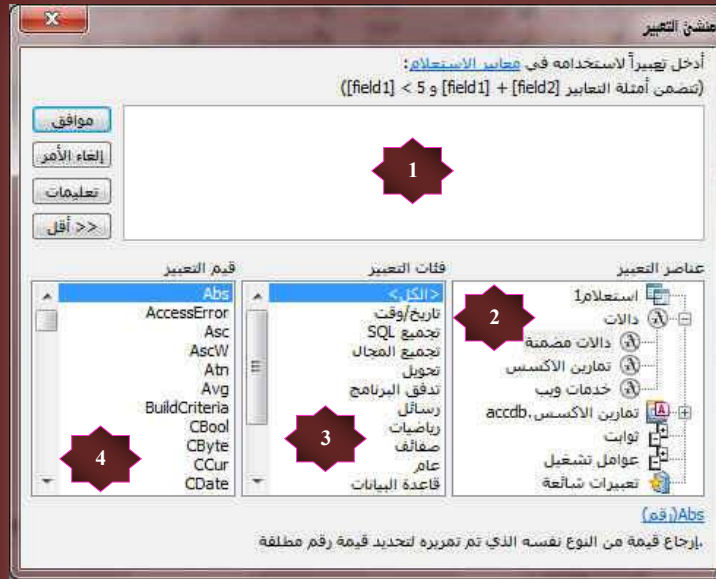 منشئ التعبير
أدخل تعبيراً لاستخدامه في معايير الاستعلام:
(تتضمن أمثلة التعابير [field1] + [field2] و [field1] < 5)
موافق
إلغاء الأمر
تعليمات
<< أقل
1
عناصر التعبير
استعلام1
دالات
دالات مضمنة
تمارين الاكسس
خدمات ويب
تمارين الاكسس.accdb
ثوابت
عوامل تشغيل
تعبيرات شائعة
2
فئات التعبير
<الكل>
تاريخ/وقت
تجميع SQL
تجميع المجال
تحويل
تدفق البرنامج
رسائل
رياضيات
صفائف
عام
قاعدة البيانات
3
قيم التعبير
Abs
AccessError
Asc
AscW
Atn
Avg
BuildCriteria
CBool
CByte
CCur
CDate
4
Abs(رقم)
إرجاع قيمة من النوع نفسه الذي تم تمريره لتحديد قيمة رقم مطلقة.